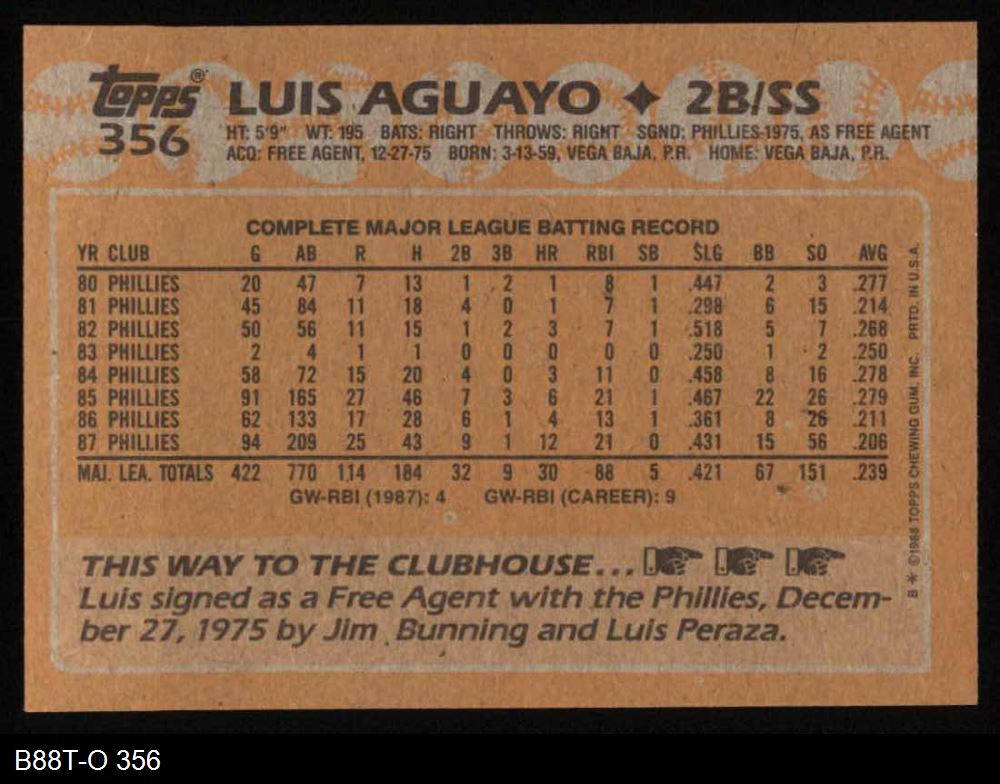 Topps®
356
LUIS AGUAYO ♦ 2B/SS
HT: 5'9" WT: 195 BATS: RIGHT THROWS: RIGHT SGND: PHILLIES-1975, AS FREE AGENT
ACQ: FREE AGENT, 12-27-75 BORN: 3-13-59, VEGA BAJA, P.R. HOME: VEGA BAJA, P.R.
COMPLETE MAJOR LEAGUE BATTING RECORD
YR CLUB G AB R H 2B 3B HR RBI SB SLG BB SO AVG
80 PHILLIES 20 47 7 13 1 2 1 8 1 .447 2 3 .277
81 PHILLIES 45 84 11 18 4 0 1 7 1 .298 6 15 .214
82 PHILLIES 50 56 11 15 1 2 3 7 1 .518 5 7 .268
83 PHILLIES 2 4 1 1 0 0 0 0 0 .250 1 2 .250
84 PHILLIES 58 72 15 20 4 0 3 11 0 .458 8 16 .278
85 PHILLIES 91 165 27 46 7 3 6 21 1 .467 22 26 .279
86 PHILLIES 62 133 17 28 6 1 4 13 1 .361 8 26 .211
87 PHILLIES 94 209 25 43 9 1 12 21 0 .431 15 56 .206
MAJ. LEA. TOTALS 422 770 114 184 32 9 30 88 5 .421 67 151 .239
GW-RBI (1987): 4 GW-RBI (CAREER): 9
THIS WAY TO THE CLUBHOUSE...
Luis signed as a Free Agent with the Phillies, Decem-
ber 27, 1975 by Jim Bunning and Luis Peraza.
B* ©1988 TOPPS CHEWING GUM, INC. PRTD. IN U.S.A.
B88T-O 356